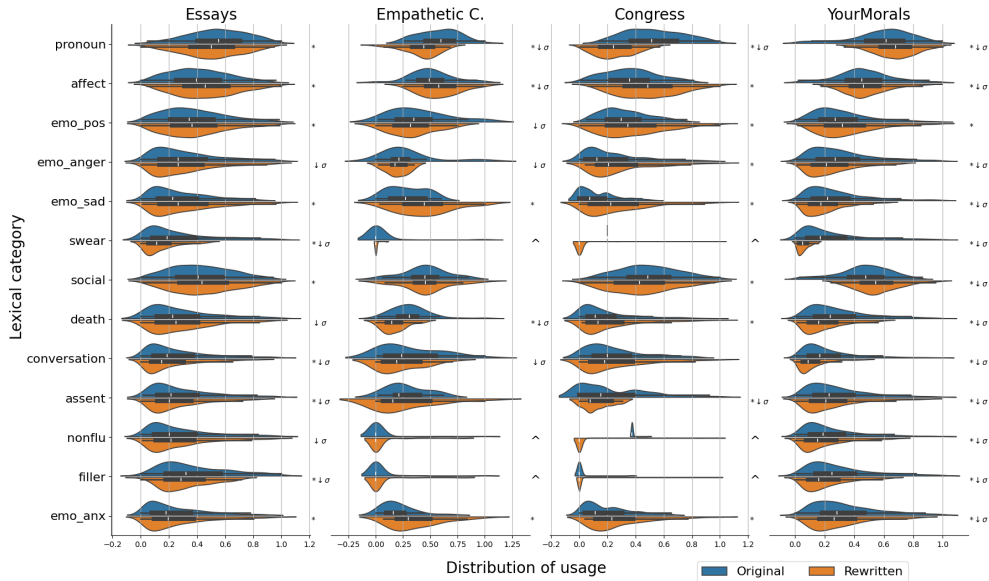 Essays Empathetic C. Congress YourMorals
pronoun * *↓σ *↓σ *↓σ
affect * *↓σ * *↓σ
emo_pos * ↓σ * *
emo_anger ↓σ ↓σ * *↓σ
emo_sad * * * *↓σ
swear *↓σ ^ ^ *↓σ
social * * *↓σ
death ↓σ *↓σ * *↓σ
conversation *↓σ ↓σ *↓σ
assent *↓σ *↓σ *↓σ
nonflu ↓σ ^ ^ *↓σ
filler *↓σ ^ ^ *↓σ
emo_anx * * * *↓σ
Lexical category
−0.2 0.0 0.2 0.4 0.6 0.8 1.0 1.2 −0.25 0.00 0.25 0.50 0.75 1.00 1.25 −0.2 0.0 0.2 0.4 0.6 0.8 1.0 1.2 0.0 0.2 0.4 0.6 0.8 1.0
Distribution of usage
Original Rewritten